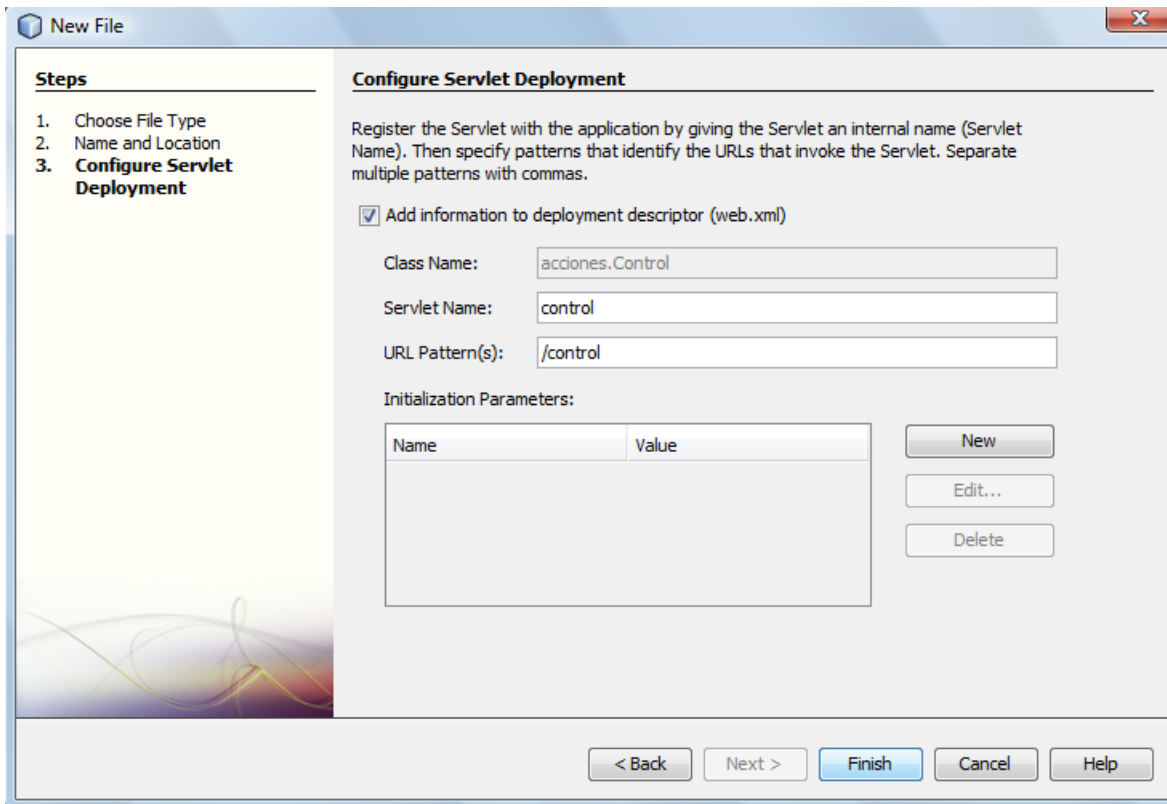 New File
Steps
1. Choose File Type
2. Name and Location
3. Configure Servlet
Deployment
Configure Servlet Deployment
Register the Servlet with the application by giving the Servlet an internal name (Servlet
Name). Then specify patterns that identify the URLs that invoke the Servlet. Separate
multiple patterns with commas.
Add information to deployment descriptor (web.xml)
Class Name: acciones.Control
Servlet Name: control
URL Pattern(s): /control
Initialization Parameters:
Name Value
New
Edit...
Delete
< Back Next > Finish Cancel Help